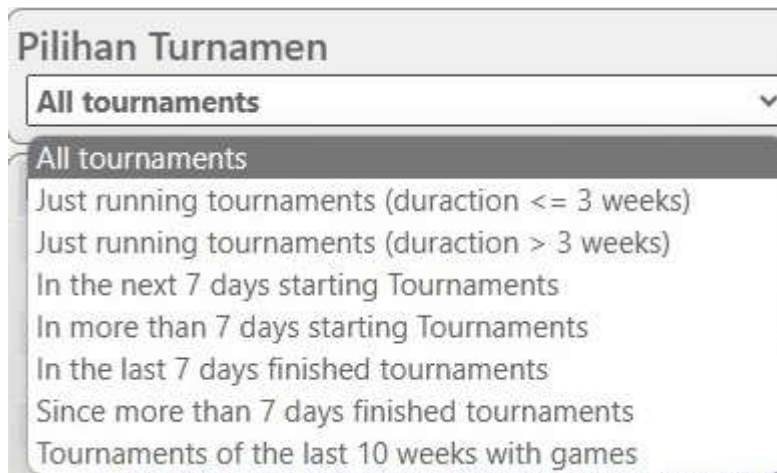 Pilihan Turnamen
All tournaments
All tournaments
Just running tournaments (duraction <= 3 weeks)
Just running tournaments (duraction > 3 weeks)
In the next 7 days starting Tournaments
In more than 7 days starting Tournaments
In the last 7 days finished tournaments
Since more than 7 days finished tournaments
Tournaments of the last 10 weeks with games